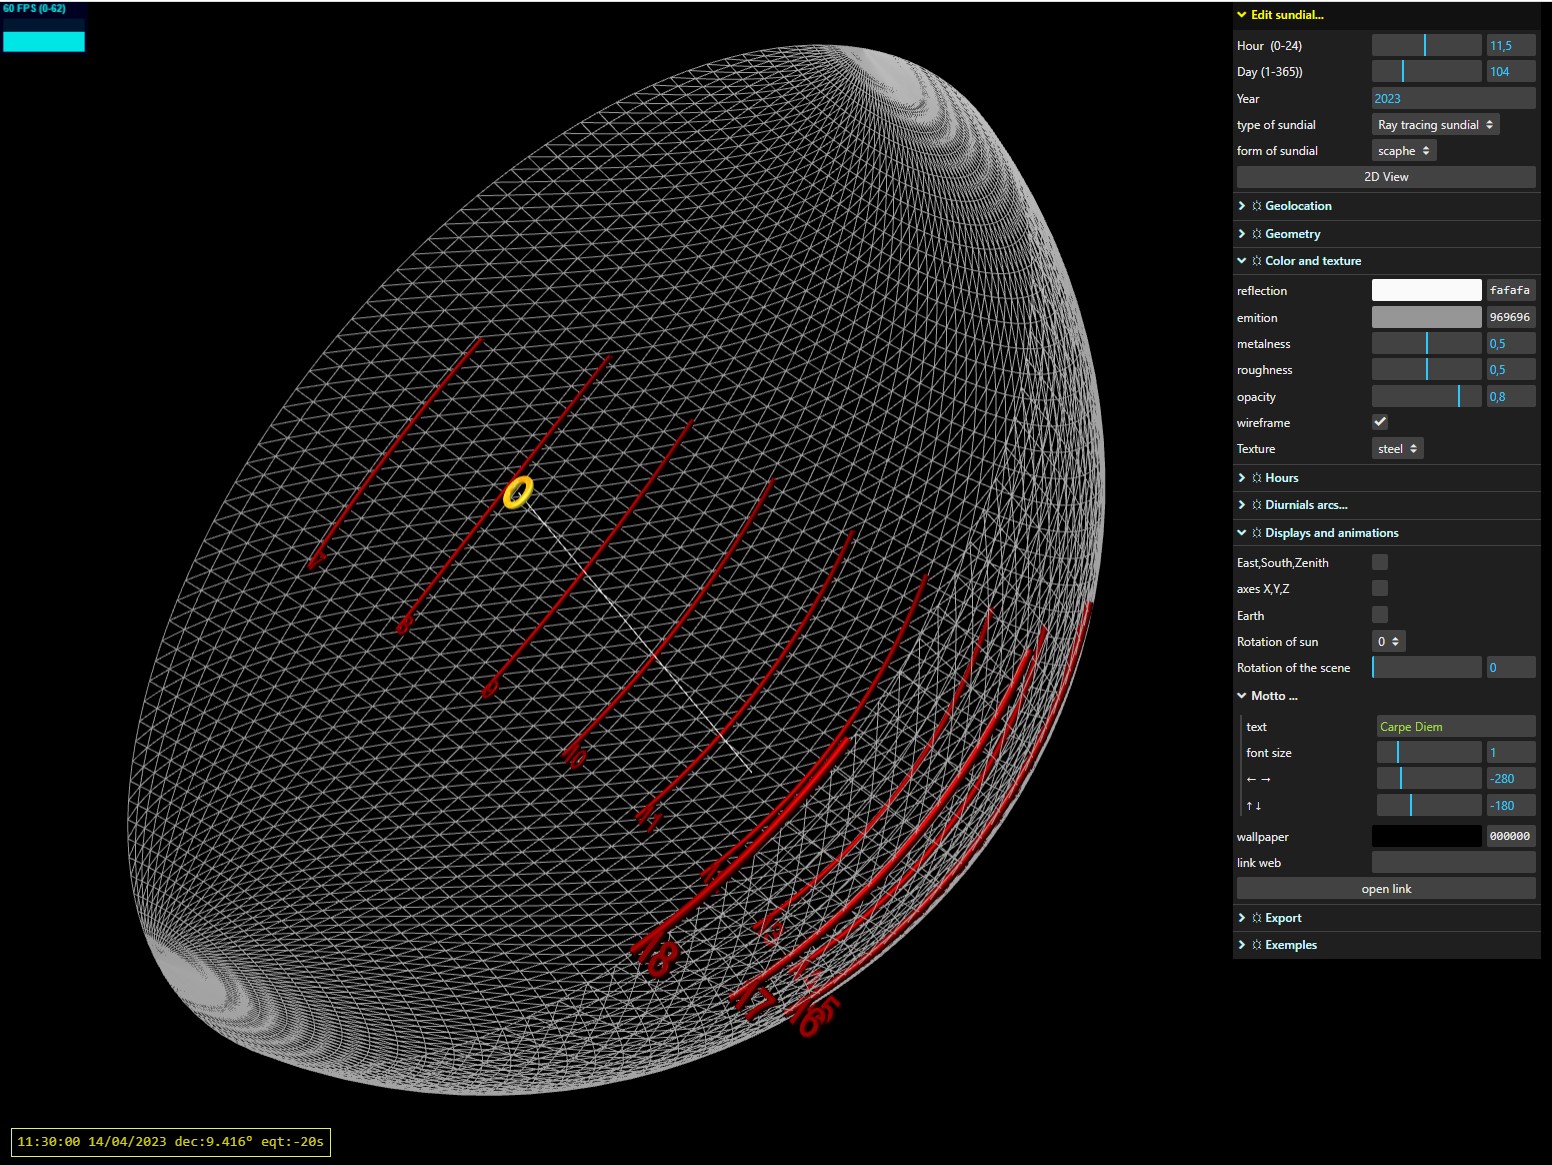 60 FPS (0-62)
Edit sundial...
Hour (0-24) 11,5
Day (1-365)) 104
Year 2023
type of sundial Ray tracing sundial
form of sundial scaphe
2D View
Geolocation
Geometry
Color and texture
reflection fafafa
emition 969696
metalness 0,5
roughness 0,5
opacity 0,8
wireframe
Texture steel
Hours
Diurnials arcs...
Displays and animations
East,South,Zenith
axes X,Y,Z
Earth
Rotation of sun 0
Rotation of the scene 0
Motto ...
text Carpe Diem
font size 1
←→ -280
↑↓ -180
wallpaper 000000
link web
open link
Export
Exemples
7
8
9
10
11
18
17
16
11:30:00 14/04/2023 dec:9.416° eqt:-20s